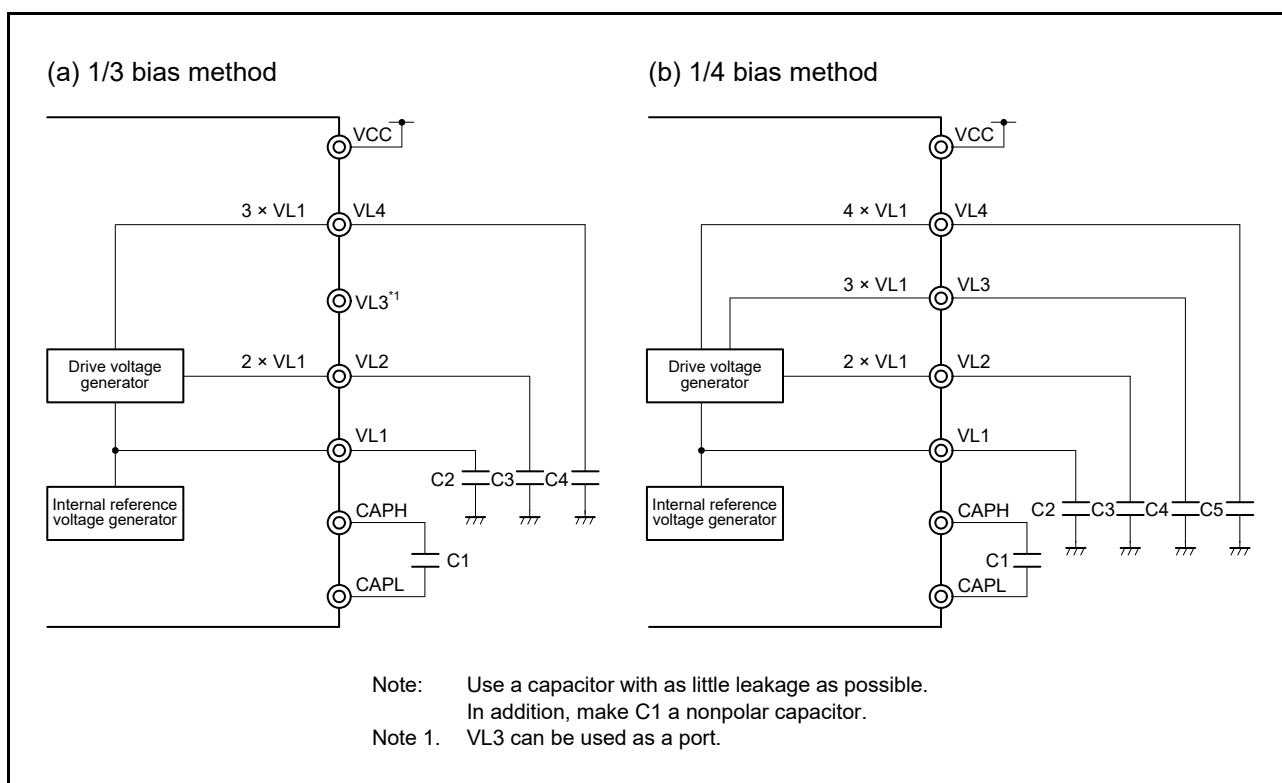 (a) 1/3 bias method
VCC
3 × VL1
VL4
VL3*1
Drive voltage
generator
2 × VL1
VL2
VL1
Internal reference
voltage generator
C2
C3
C4
CAPH
C1
CAPL
(b) 1/4 bias method
VCC
4 × VL1
VL4
3 × VL1
VL3
Drive voltage
generator
2 × VL1
VL2
VL1
Internal reference
voltage generator
C2
C3
C4
C5
CAPH
C1
CAPL
Note: Use a capacitor with as little leakage as possible.
In addition, make C1 a nonpolar capacitor.
Note 1. VL3 can be used as a port.